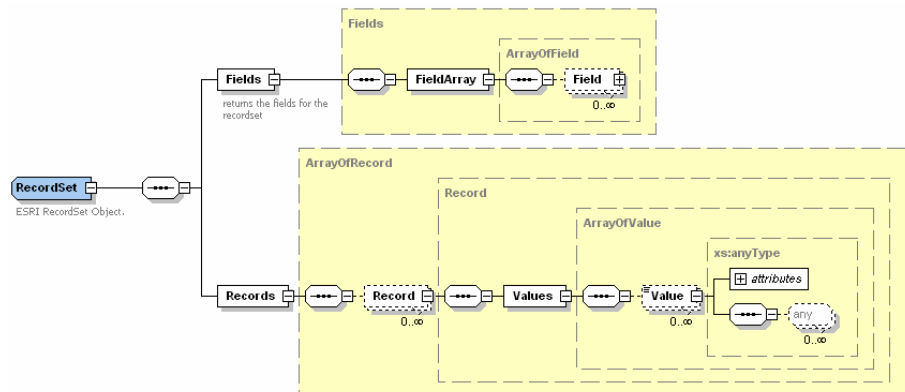 Fields
ArrayOfField
Fields
FieldArray
Field
0..∞
returns the fields for the
recordset
ArrayOfRecord
Record
RecordSet
ESRI RecordSet Object.
ArrayOfValue
xs:anyType
attributes
Records
Record
0..∞
Values
Value
0..∞
any
0..∞